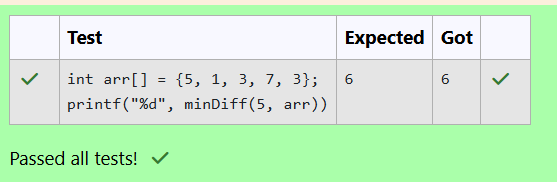 Test Expected Got
int arr[] = {5, 1, 3, 7, 3}; 6 6
printf("%d", minDiff(5, arr))
Passed all tests!